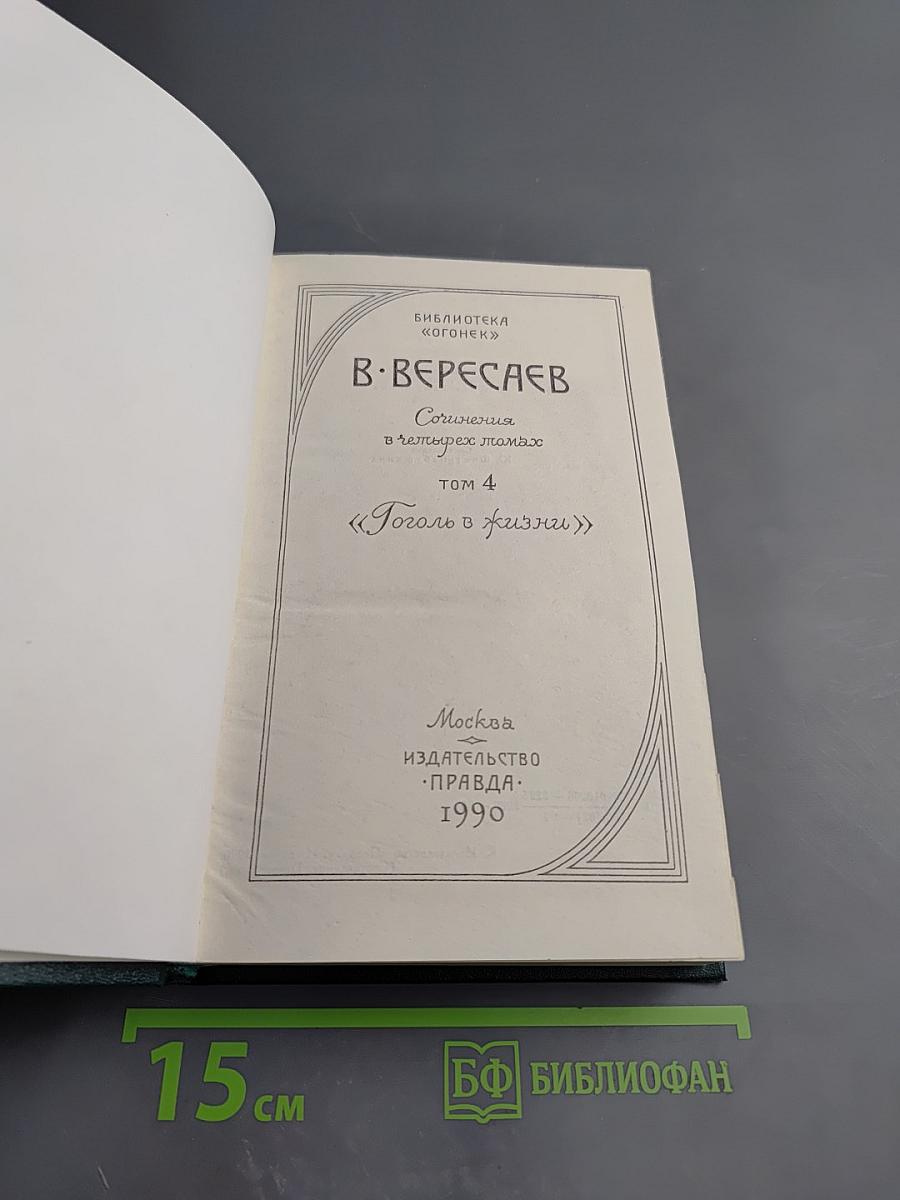 БИБЛИОТЕКА
«ОГОНЕК»
В·ВЕРЕСАЕВ
Сочинения
в четырех томах
ТОМ 4
«Гоголь в жизни»
Москва
ИЗДАТЕЛЬСТВО
·ПРАВДА·
1990
15 см
БФ БИБЛИОФАН